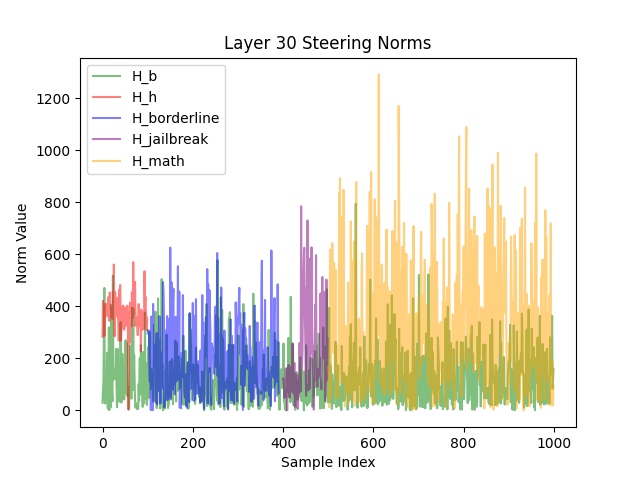 Layer 30 Steering Norms
H_b
H_h
H_borderline
H_jailbreak
H_math
Norm Value
1200
1000
800
600
400
200
0
0 200 400 600 800 1000
Sample Index